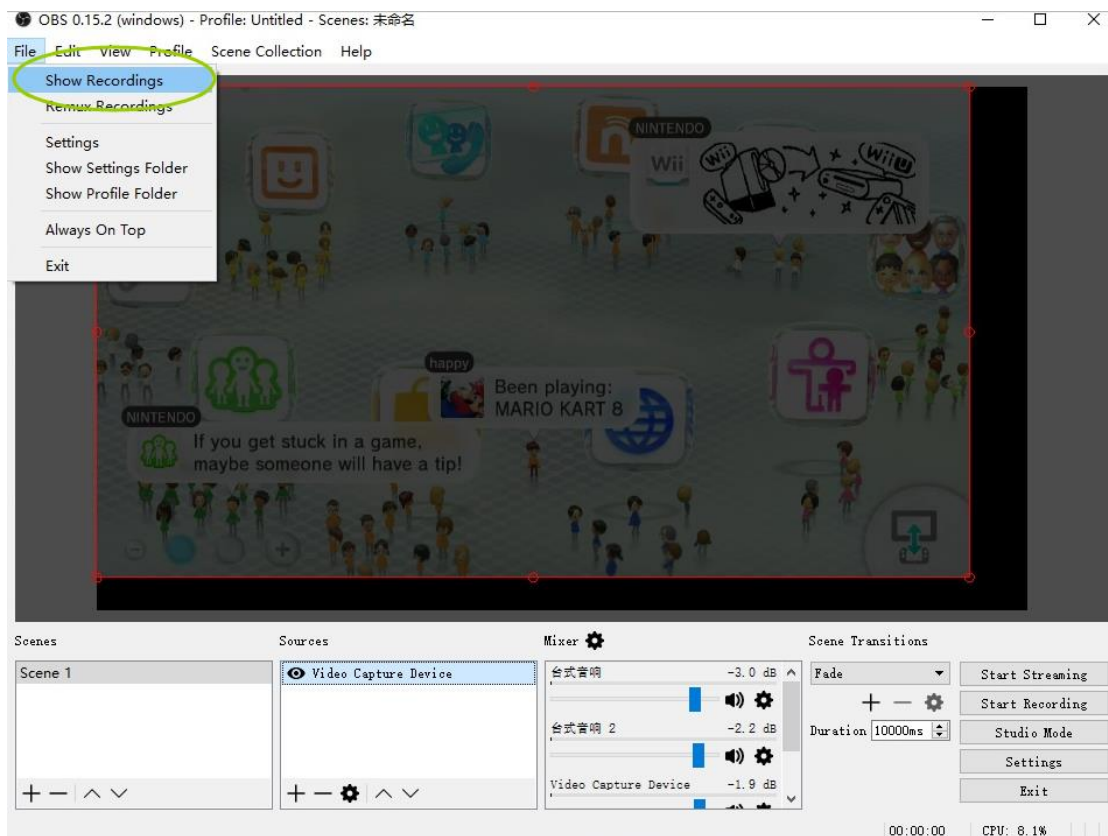 OBS 0.15.2 (windows) - Profile: Untitled - Scenes: 未命名
File Edit View Profile Scene Collection Help
Show Recordings
Remux Recordings
Settings
Show Settings Folder
Show Profile Folder
Always On Top
Exit
NINTENDO
Wii
Wii
WiiU
happy
Been playing:
MARIO KART 8
NINTENDO
If you get stuck in a game,
maybe someone will have a tip!
Scenes
Scene 1
Sources
Video Capture Device
Mixer
台式音响 -3.0 dB
台式音响 2 -2.2 dB
Video Capture Device -1.9 dB
Scene Transitions
Fade
Duration 10000ms
Start Streaming
Start Recording
Studio Mode
Settings
Exit
00:00:00 CPU: 8.1%